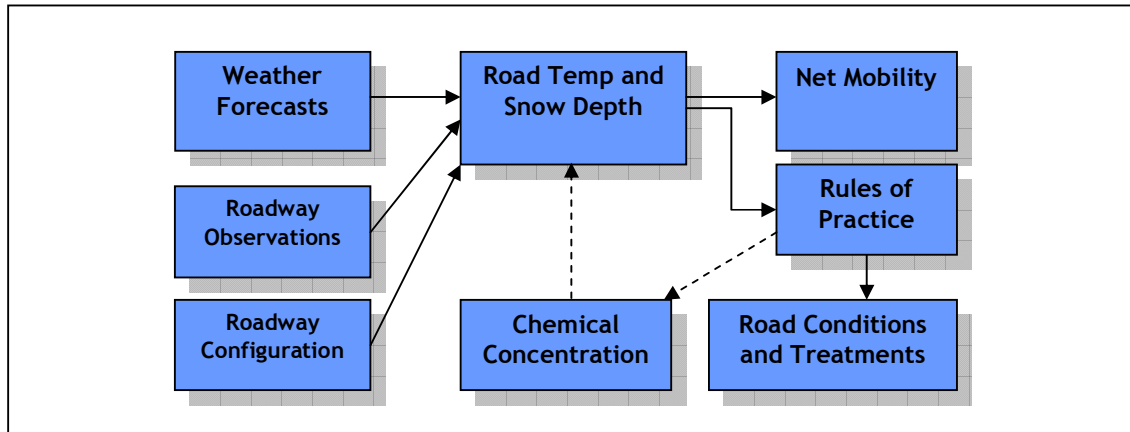 Weather
Forecasts
Road Temp and
Snow Depth
Net Mobility
Roadway
Observations
Rules of
Practice
Roadway
Configuration
Chemical
Concentration
Road Conditions
and Treatments